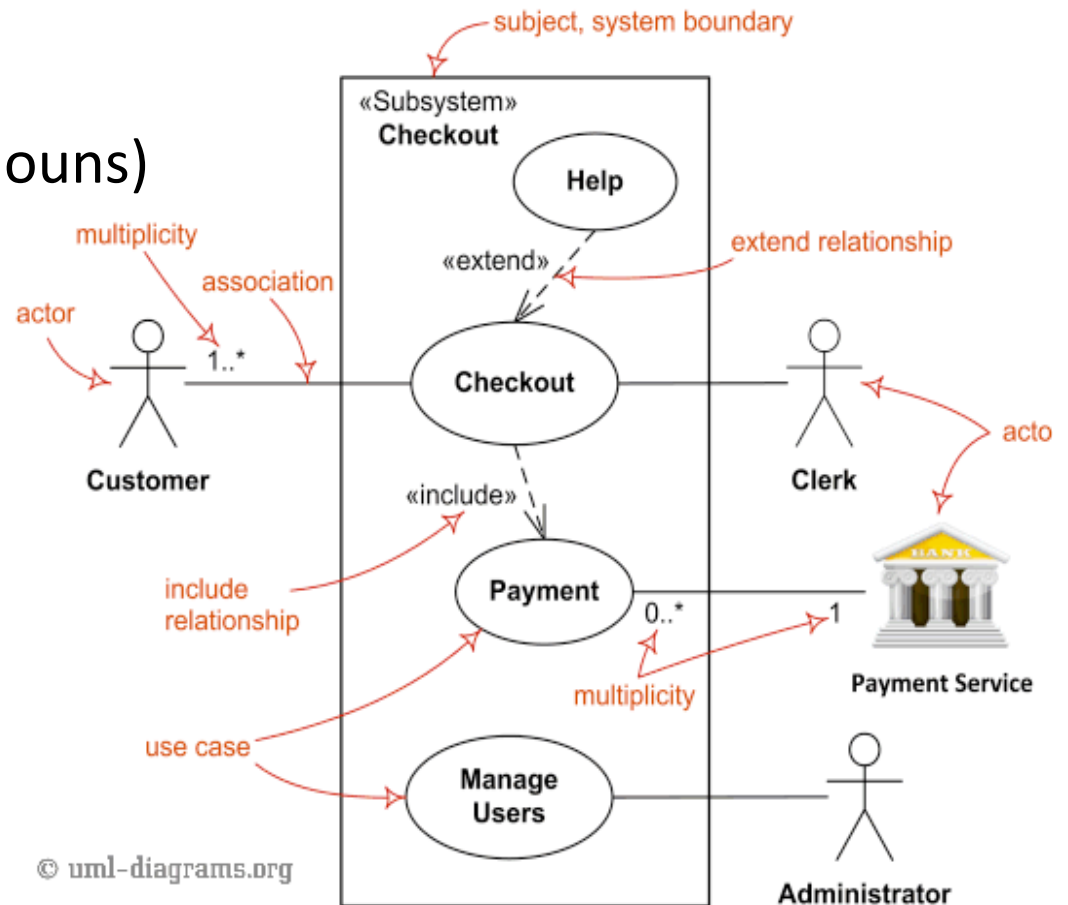 subject, system boundary
«Subsystem»
Checkout
ouns)
Help
multiplicity
extend relationship
«extend»
association
actor
1..*
Checkout
acto
Customer
Clerk
«include»
BANK
include
relationship
Payment
0..*
1
Payment Service
multiplicity
use case
Manage
Users
© uml-diagrams.org
Administrator